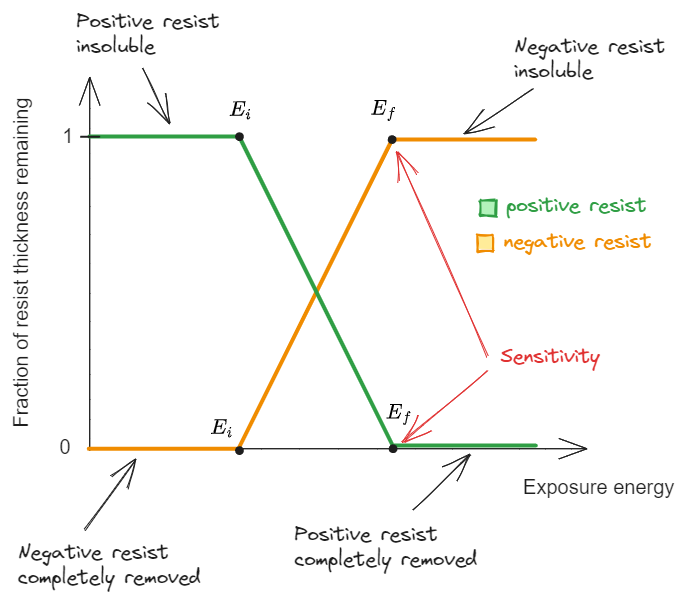 Positive resist
insoluble
Negative resist
insoluble
E_i
E_f
1
Fraction of resist thickness remaining
positive resist
negative resist
Sensitivity
E_f
E_i
0
Exposure energy
Positive resist
completely removed
Negative resist
completely removed